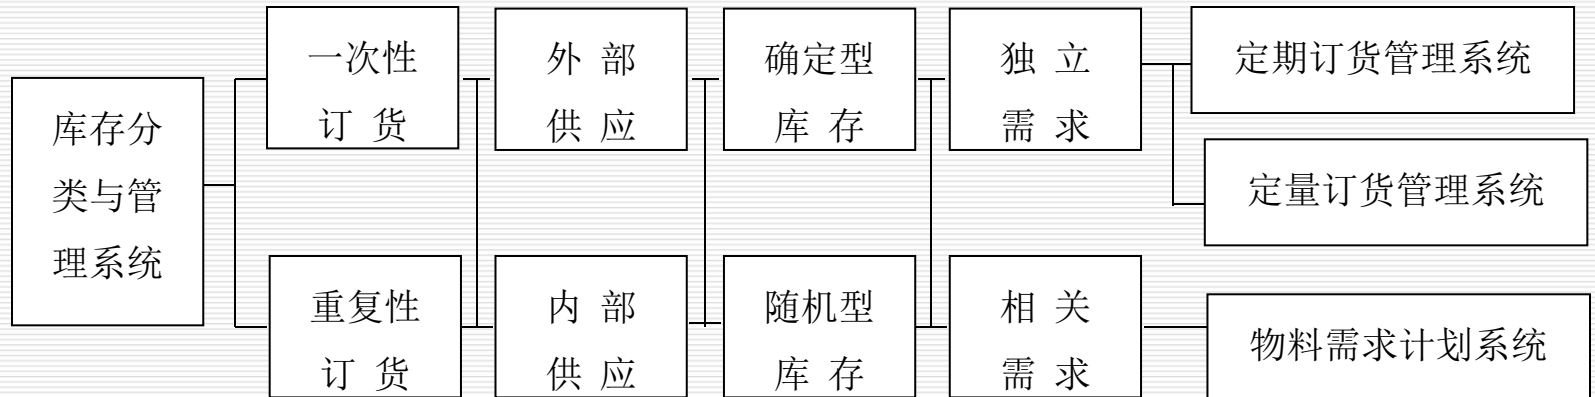 库存分
类与管
理系统
一次性
订 货
外 部
供 应
确定型
库 存
独 立
需 求
定期订货管理系统
定量订货管理系统
重复性
订 货
内 部
供 应
随机型
库 存
相 关
需 求
物料需求计划系统